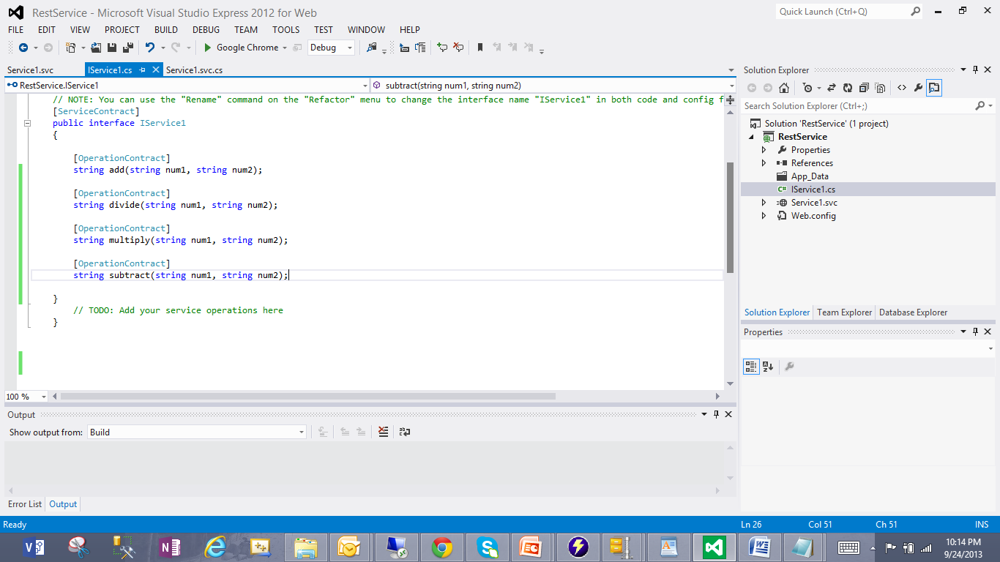 RestService - Microsoft Visual Studio Express 2012 for Web
Quick Launch (Ctrl+Q)
FILE EDIT VIEW PROJECT BUILD DEBUG TEAM TOOLS TEST WINDOW HELP
Google Chrome Debug
Service1.svc IService1.cs Service1.svc.cs
RestService.IService1 subtract(string num1, string num2)
// NOTE: You can use the "Rename" command on the "Refactor" menu to change the interface name "IService1" in both code and config f
[ServiceContract]
public interface IService1
{
[OperationContract]
string add(string num1, string num2);
[OperationContract]
string divide(string num1, string num2);
[OperationContract]
string multiply(string num1, string num2);
[OperationContract]
string subtract(string num1, string num2);
}
// TODO: Add your service operations here
}
100 %
Output
Show output from: Build
Error List Output
Solution Explorer
Search Solution Explorer (Ctrl+;)
Solution 'RestService' (1 project)
RestService
Properties
References
App_Data
C# IService1.cs
Service1.svc
Web.config
Solution Explorer Team Explorer Database Explorer
Properties
Ready Ln 26 Col 51 Ch 51 INS
10:14 PM
9/24/2013